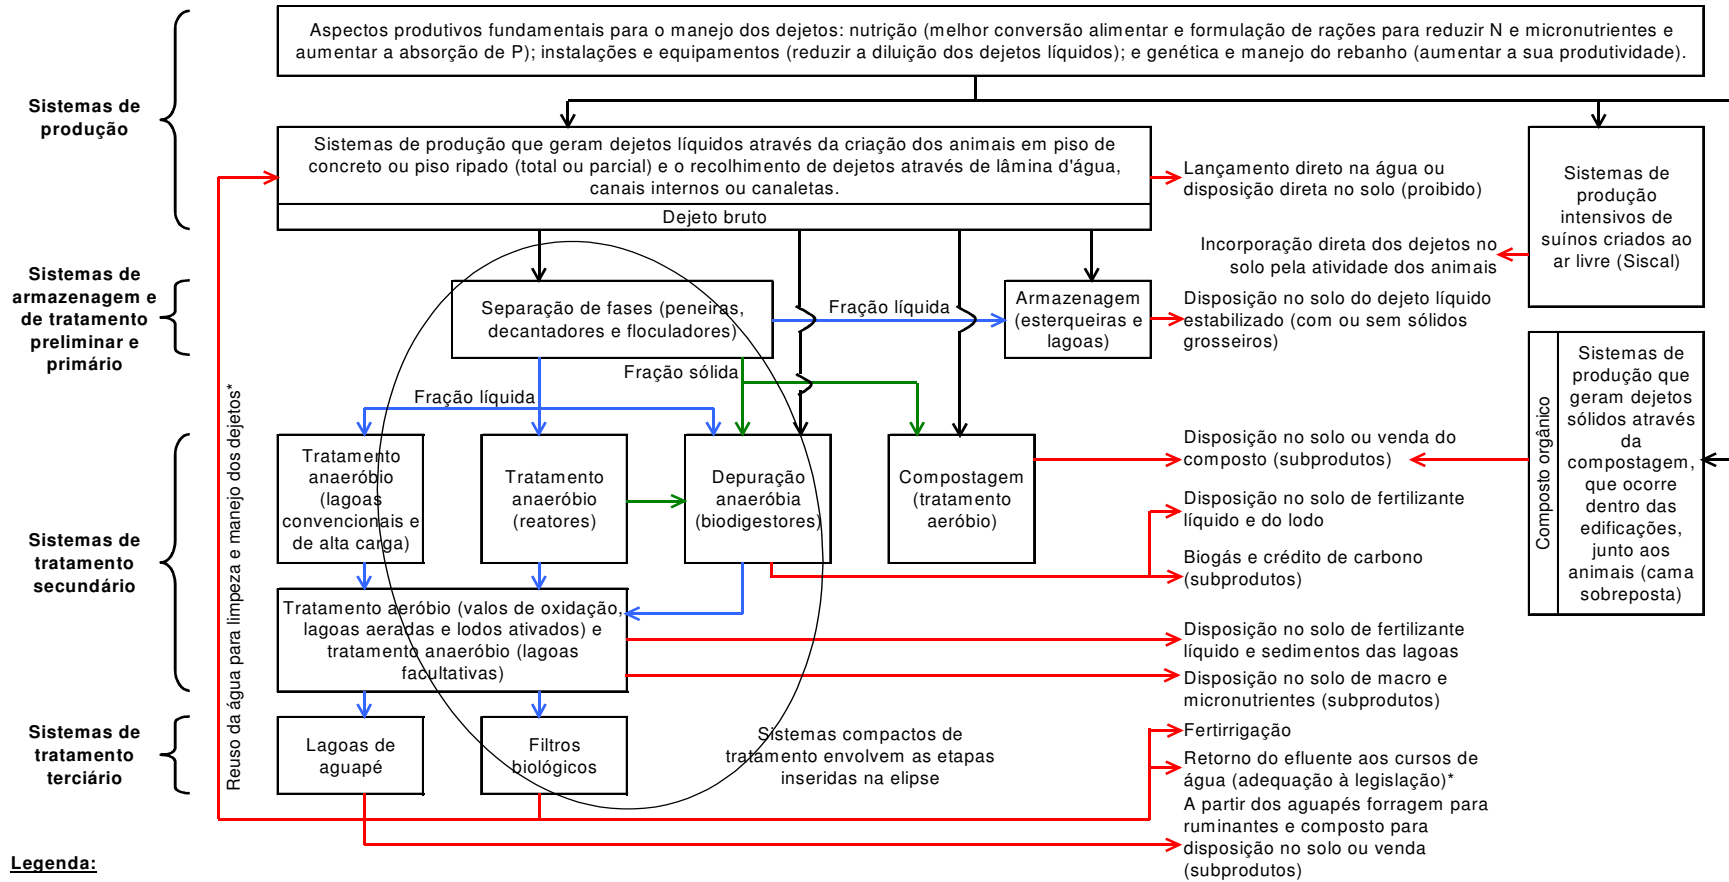 Aspectos produtivos fundamentais para o manejo dos dejetos: nutrição (melhor conversão alimentar e formulação de rações para reduzir N e micronutrientes e
aumentar a absorção de P); instalações e equipamentos (reduzir a diluição dos dejetos líquidos); e genética e manejo do rebanho (aumentar a sua produtividade).
Sistemas de
produção
Sistemas de produção que geram dejetos líquidos através da criação dos animais em piso de
concreto ou piso ripado (total ou parcial) e o recolhimento de dejetos através de lâmina d'água,
canais internos ou canaletas.
Dejeto bruto
Lançamento direto na água ou
disposição direta no solo (proibido)
Sistemas de
produção
intensivos de
suínos criados ao
ar livre (Siscal)
Incorporação direta dos dejetos no
solo pela atividade dos animais
Sistemas de
armazenagem e
de tratamento
preliminar e
primário
Separação de fases (peneiras,
decantadores e floculadores)
Fração líquida
Armazenagem
(esterqueiras e
lagoas)
Disposição no solo do dejeto líquido
estabilizado (com ou sem sólidos
grosseiros)
Fração sólida
Fração líquida
Reuso da água para limpeza e manejo dos dejetos*
Composto orgânico
Sistemas de
produção que
geram dejetos
sólidos através
da
compostagem,
que ocorre
dentro das
edificações,
junto aos
animais (cama
sobreposta)
Sistemas de
tratamento
secundário
Tratamento
anaeróbio
(lagoas
convencionais e
de alta carga)
Tratamento
anaeróbio
(reatores)
Depuração
anaeróbia
(biodigestores)
Compostagem
(tratamento
aeróbio)
Disposição no solo ou venda do
composto (subprodutos)
Disposição no solo de fertilizante
líquido e do lodo
Biogás e crédito de carbono
(subprodutos)
Tratamento aeróbio (valos de oxidação,
lagoas aeradas e lodos ativados) e
tratamento anaeróbio (lagoas
facultativas)
Disposição no solo de fertilizante
líquido e sedimentos das lagoas
Disposição no solo de macro e
micronutrientes (subprodutos)
Sistemas de
tratamento
terciário
Lagoas de
aguapé
Filtros
biológicos
Sistemas compactos de
tratamento envolvem as etapas
inseridas na elipse
Fertirrigação
Retorno do efluente aos cursos de
água (adequação à legislação)*
A partir dos aguapés forragem para
ruminantes e composto para
disposição no solo ou venda
(subprodutos)
Legenda: